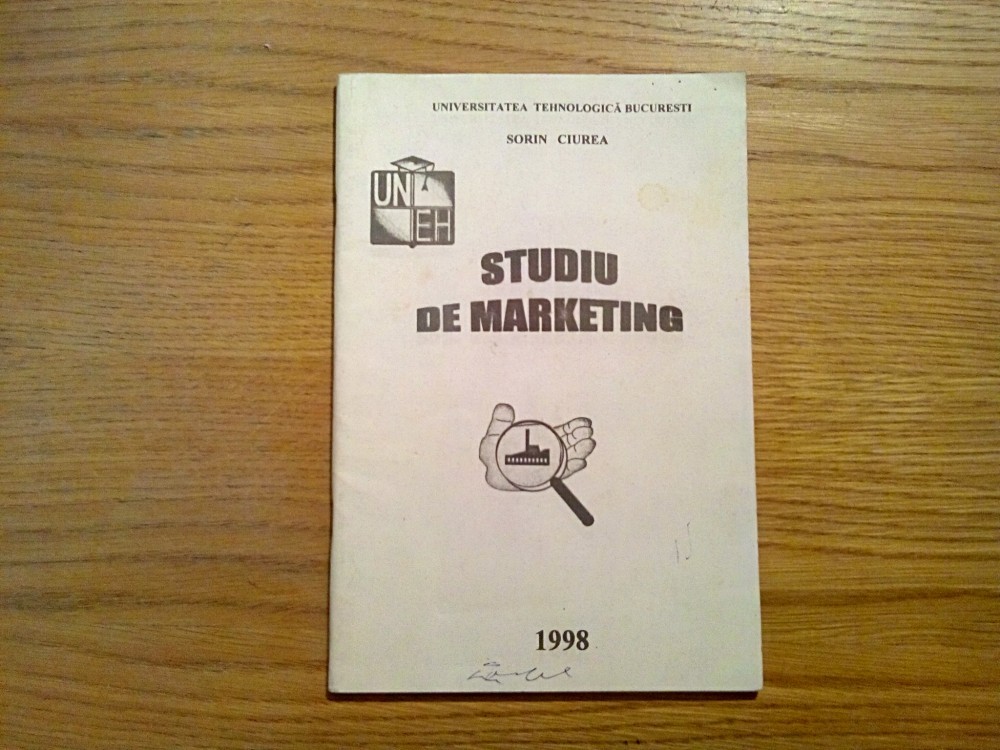 UNIVERSITATEA TEHNOLOGICĂ BUCURESTI
SORIN CIUREA
UN
EH
STUDIU
DE MARKETING
1998